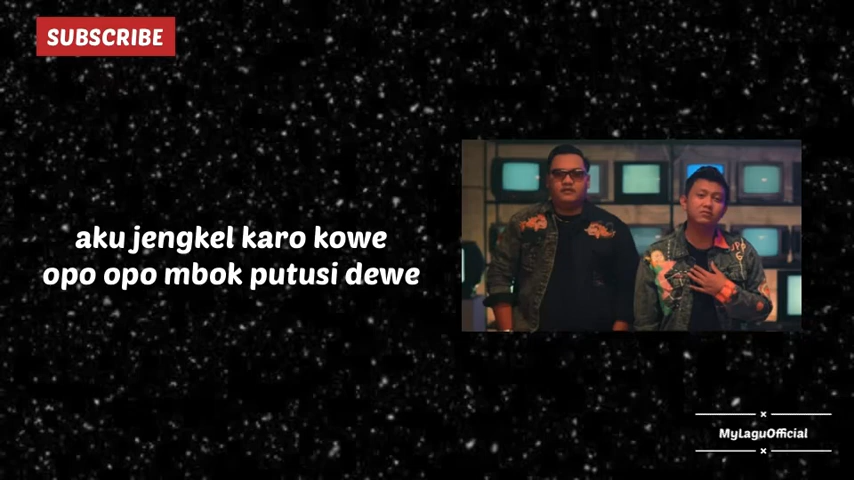 SUBSCRIBE
aku jengkel karo kowe
opo opo mbok putusi dewe
MyLaguOfficial